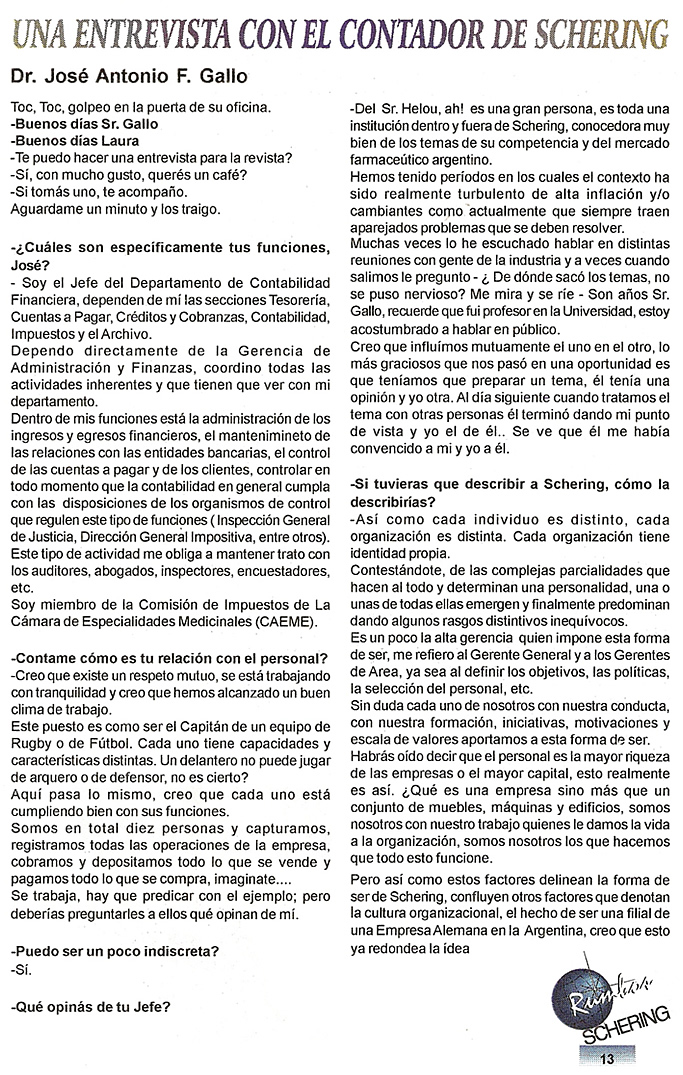 UNA ENTREVISTA CON EL CONTADOR DE SCHERING
Dr. José Antonio F. Gallo
Toc, Toc, golpeo en la puerta de su oficina.
-Buenos días Sr. Gallo
-Buenos días Laura
-Te puedo hacer una entrevista para la revista?
-Sí, con mucho gusto, querés un café?
-Si tomás uno, te acompaño.
Aguardame un minuto y los traigo.
-¿Cuáles son específicamente tus funciones,
José?
- Soy el Jefe del Departamento de Contabilidad
Financiera, dependen de mí las secciones Tesorería,
Cuentas a Pagar, Créditos y Cobranzas, Contabilidad,
Impuestos y el Archivo.
Dependo directamente de la Gerencia de
Administración y Finanzas, coordino todas las
actividades inherentes y que tienen que ver con mi
departamento.
Dentro de mis funciones está la administración de los
ingresos y egresos financieros, el mantenimineto de
las relaciones con las entidades bancarias, el control
de las cuentas a pagar y de los clientes, controlar en
todo momento que la contabilidad en general cumpla
con las disposiciones de los organismos de control
que regulen este tipo de funciones ( Inspección General
de Justicia, Dirección General Impositiva, entre otros).
Este tipo de actividad me obliga a mantener trato con
los auditores, abogados, inspectores, encuestadores,
etc.
Soy miembro de la Comisión de Impuestos de La
Cámara de Especialidades Medicinales (CAEME).
-Contame cómo es tu relación con el personal?
-Creo que existe un respeto mutuo, se está trabajando
con tranquilidad y creo que hemos alcanzado un buen
clima de trabajo.
Este puesto es como ser el Capitán de un equipo de
Rugby o de Fútbol. Cada uno tiene capacidades y
características distintas. Un delantero no puede jugar
de arquero o de defensor, no es cierto?
Aquí pasa lo mismo, creo que cada uno está
cumpliendo bien con sus funciones.
Somos en total diez personas y capturamos,
registramos todas las operaciones de la empresa,
cobramos y depositamos todo lo que se vende y
pagamos todo lo que se compra, imaginate....
Se trabaja, hay que predicar con el ejemplo; pero
deberías preguntarles a ellos qué opinan de mí.
-Puedo ser un poco indiscreta?
-Sí.
-Qué opinás de tu Jefe?
-Del Sr. Helou, ah! es una gran persona, es toda una
institución dentro y fuera de Schering, conocedora muy
bien de los temas de su competencia y del mercado
farmaceútico argentino.
Hemos tenido períodos en los cuales el contexto ha
sido realmente turbulento de alta inflación y/o
cambiantes como actualmente que siempre traen
aparejados problemas que se deben resolver.
Muchas veces lo he escuchado hablar en distintas
reuniones con gente de la industria y a veces cuando
salimos le pregunto - ¿ De dónde sacó los temas, no
se puso nervioso? Me mira y se ríe - Son años Sr.
Gallo, recuerde que fui profesor en la Universidad, estoy
acostumbrado a hablar en público.
Creo que influímos mutuamente el uno en el otro, lo
más graciosos que nos pasó en una oportunidad es
que teníamos que preparar un tema, él tenía una
opinión y yo otra. Al día siguiente cuando tratamos el
tema con otras personas él terminó dando mi punto
de vista y yo el de él.. Se ve que él me había
convencido a mi y yo a él.
-Si tuvieras que describir a Schering, cómo la
describirías?
-Así como cada individuo es distinto, cada
organización es distinta. Cada organización tiene
identidad propia.
Contestándote, de las complejas parcialidades que
hacen al todo y determinan una personalidad, una o
unas de todas ellas emergen y finalmente predominan
dando algunos rasgos distintivos inequívocos.
Es un poco la alta gerencia quien impone esta forma
de ser, me refiero al Gerente General y a los Gerentes
de Area, ya sea al definir los objetivos, las políticas,
la selección del personal, etc.
Sin duda cada uno de nosotros con nuestra conducta,
con nuestra formación, iniciativas, motivaciones y
escala de valores aportamos a esta forma de ser.
Habrás oído decir que el personal es la mayor riqueza
de las empresas o el mayor capital, esto realmente
es así. ¿Qué es una empresa sino más que un
conjunto de muebles, máquinas y edificios, somos
nosotros con nuestro trabajo quienes le damos la vida
a la organización, somos nosotros los que hacemos
que todo esto funcione.
Pero así como estos factores delinean la forma de
ser de Schering, confluyen otros factores que denotan
la cultura organizacional, el hecho de ser una filial de
una Empresa Alemana en la Argentina, creo que esto
ya redondea la idea
SCHERING
13